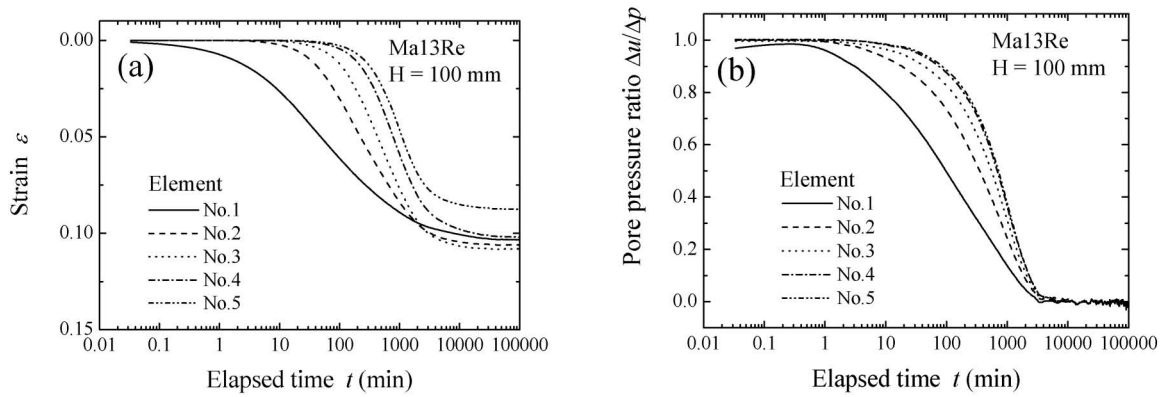 (a)
Ma13Re
H = 100 mm
Strain ε
0.00
0.05
0.10
0.15
Element
No.1
No.2
No.3
No.4
No.5
0.01 0.1 1 10 100 1000 10000 100000
Elapsed time t (min)
(b)
Ma13Re
H = 100 mm
Pore pressure ratio Δu/Δp
1.0
0.8
0.6
0.4
0.2
0.0
Element
No.1
No.2
No.3
No.4
No.5
0.01 0.1 1 10 100 1000 10000 100000
Elapsed time t (min)